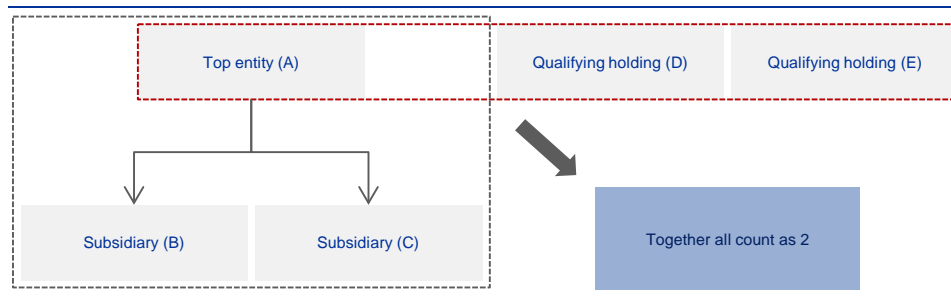 Top entity (A)
Qualifying holding (D)
Qualifying holding (E)
Subsidiary (B)
Subsidiary (C)
Together all count as 2